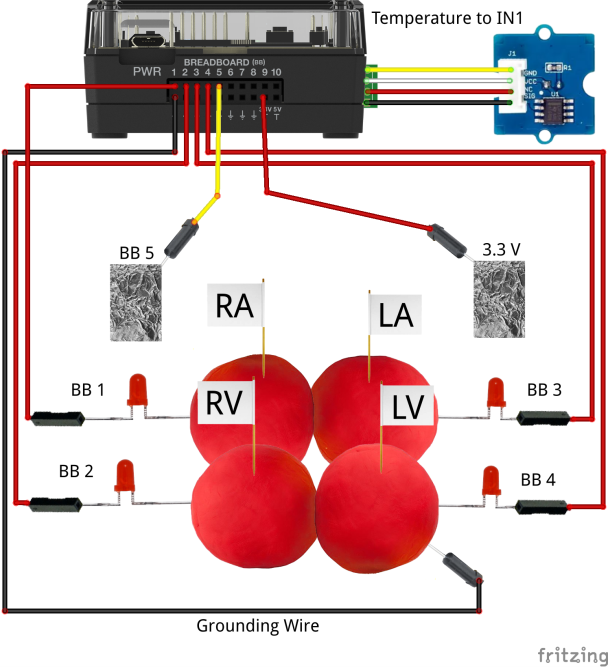 Temperature to IN1
BREADBOARD (BB)
PWR
1 2 3 4 5 6 7 8 9 10
5V
T
J1
GND
VCC
NC
SIG
R1
U1
BB 5
3.3 V
RA
LA
RV
LV
BB 1
BB 3
BB 2
BB 4
Grounding Wire
fritzing